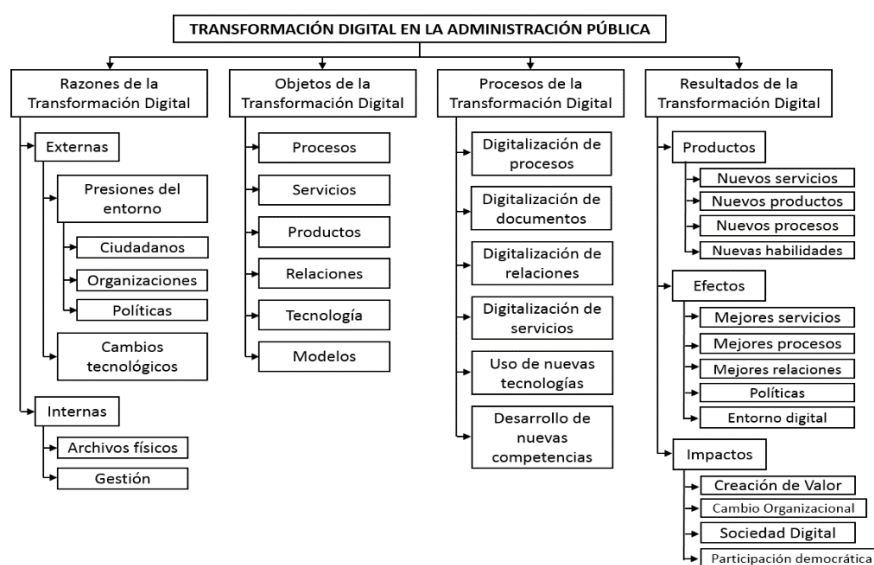 TRANSFORMACIÓN DIGITAL EN LA ADMINISTRACIÓN PÚBLICA
Razones de la
Transformación Digital
Externas
Presiones del
entorno
Ciudadanos
Organizaciones
Políticas
Cambios
tecnológicos
Internas
Archivos físicos
Gestión
Objetos de la
Transformación Digital
Procesos
Servicios
Productos
Relaciones
Tecnología
Modelos
Procesos de la
Transformación Digital
Digitalización de
procesos
Digitalización de
documentos
Digitalización de
relaciones
Digitalización de
servicios
Uso de nuevas
tecnologías
Desarrollo de
nuevas
competencias
Resultados de la
Transformación Digital
Productos
Nuevos servicios
Nuevos productos
Nuevos procesos
Nuevas habilidades
Efectos
Mejores servicios
Mejores procesos
Mejores relaciones
Políticas
Entorno digital
Impactos
Creación de Valor
Cambio Organizacional
Sociedad Digital
Participación democrática